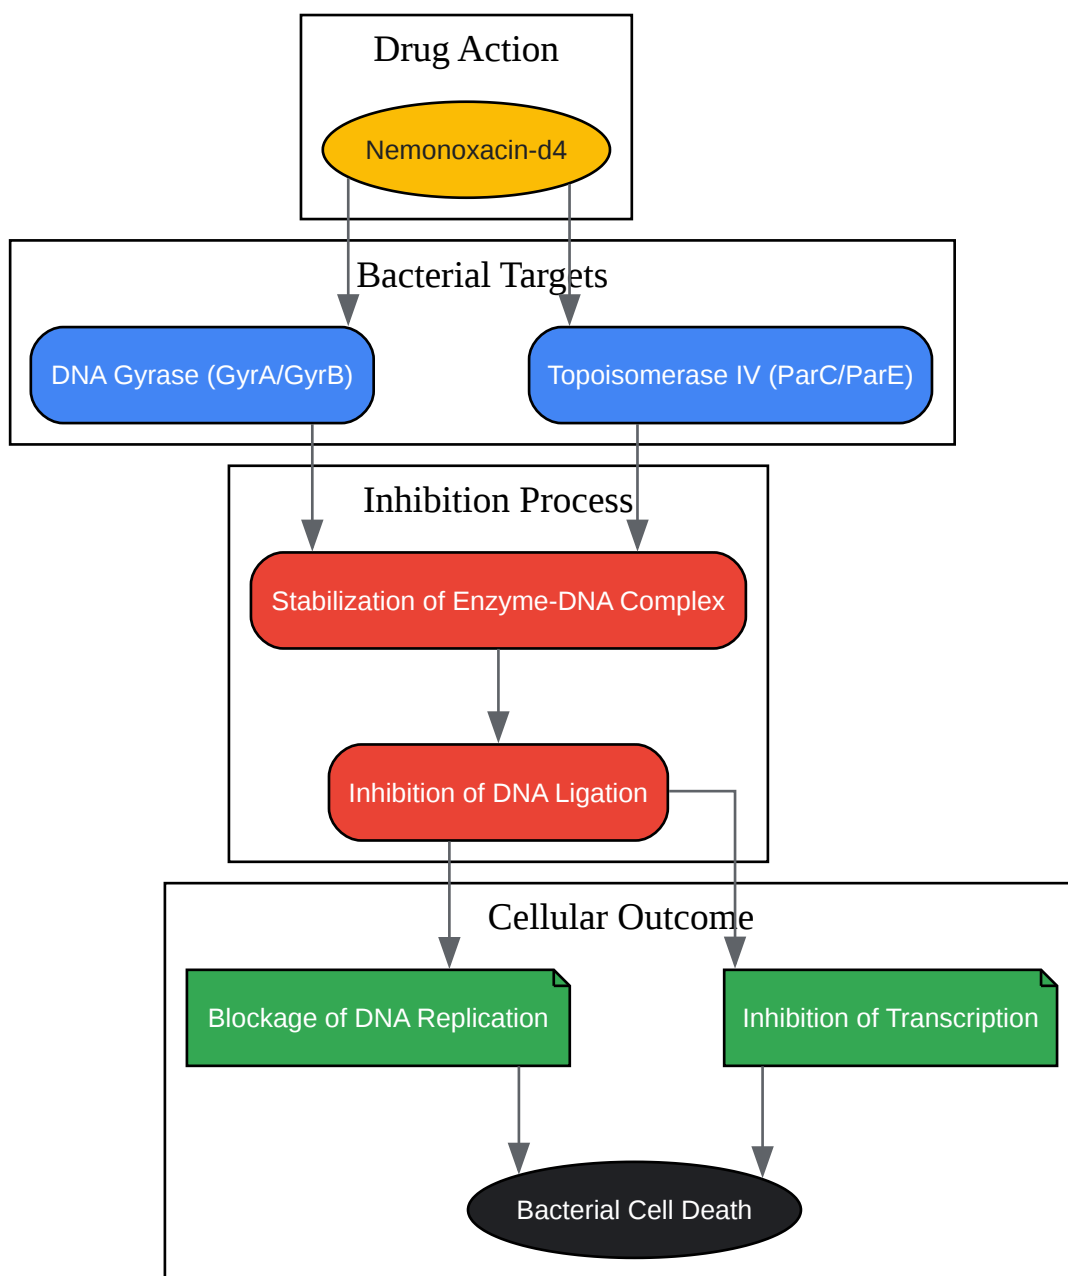 Drug Action
Nemonoxacin-d4
Bacterial Targets
DNA Gyrase (GyrA/GyrB)
Topoisomerase IV (ParC/ParE)
Inhibition Process
Stabilization of Enzyme-DNA Complex
Inhibition of DNA Ligation
Cellular Outcome
Blockage of DNA Replication
Inhibition of Transcription
Bacterial Cell Death